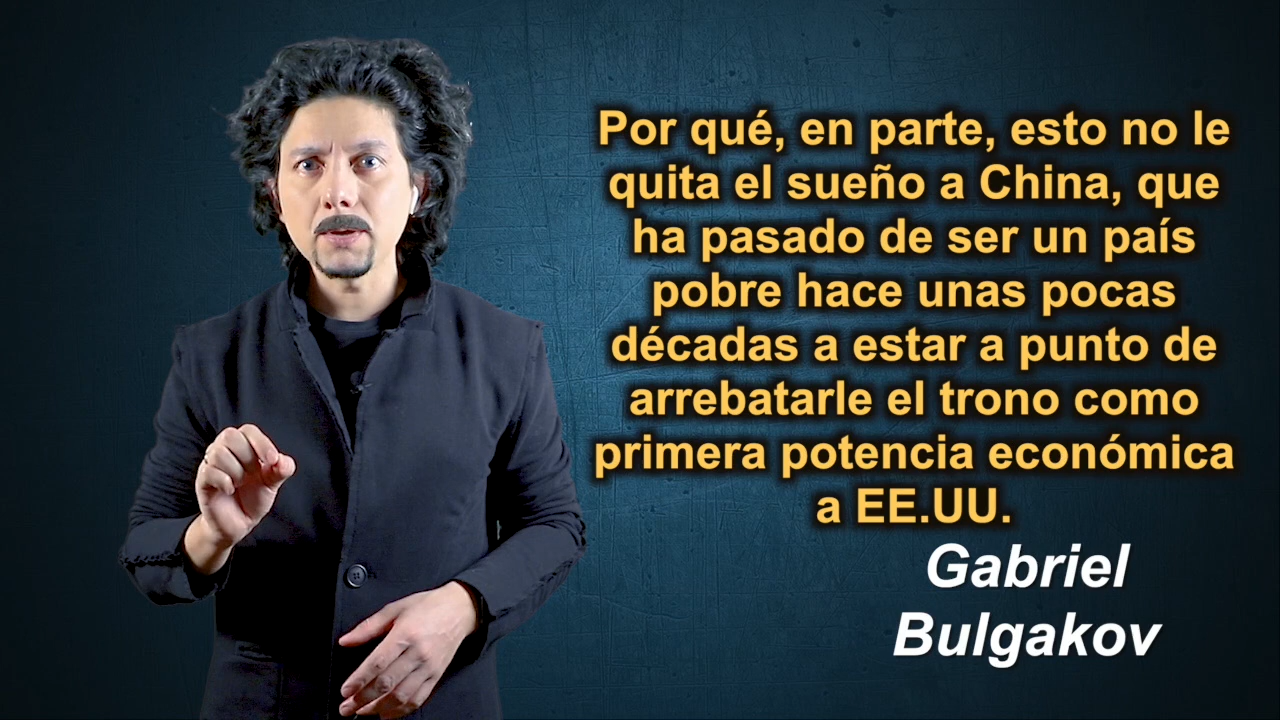 Por qué, en parte, esto no le
quita el sueño a China, que
ha pasado de ser un país
pobre hace unas pocas
décadas a estar a punto de
arrebatarle el trono como
primera potencia económica
a EE.UU.
Gabriel
Bulgakov